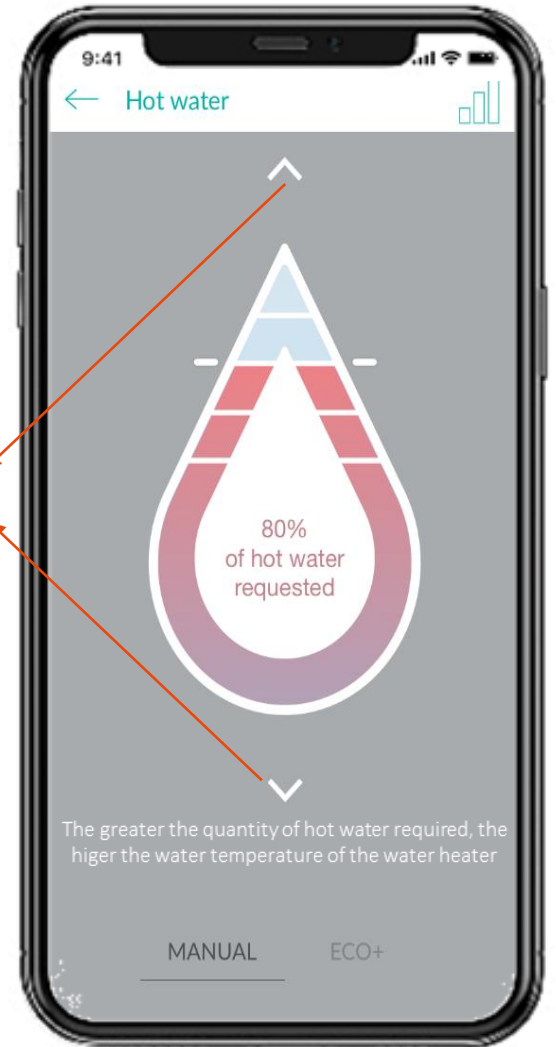 9:41
Hot water
80%
of hot water
requested
The greater the quantity of hot water required, the
higer the water temperature of the water heater
MANUAL ECO+